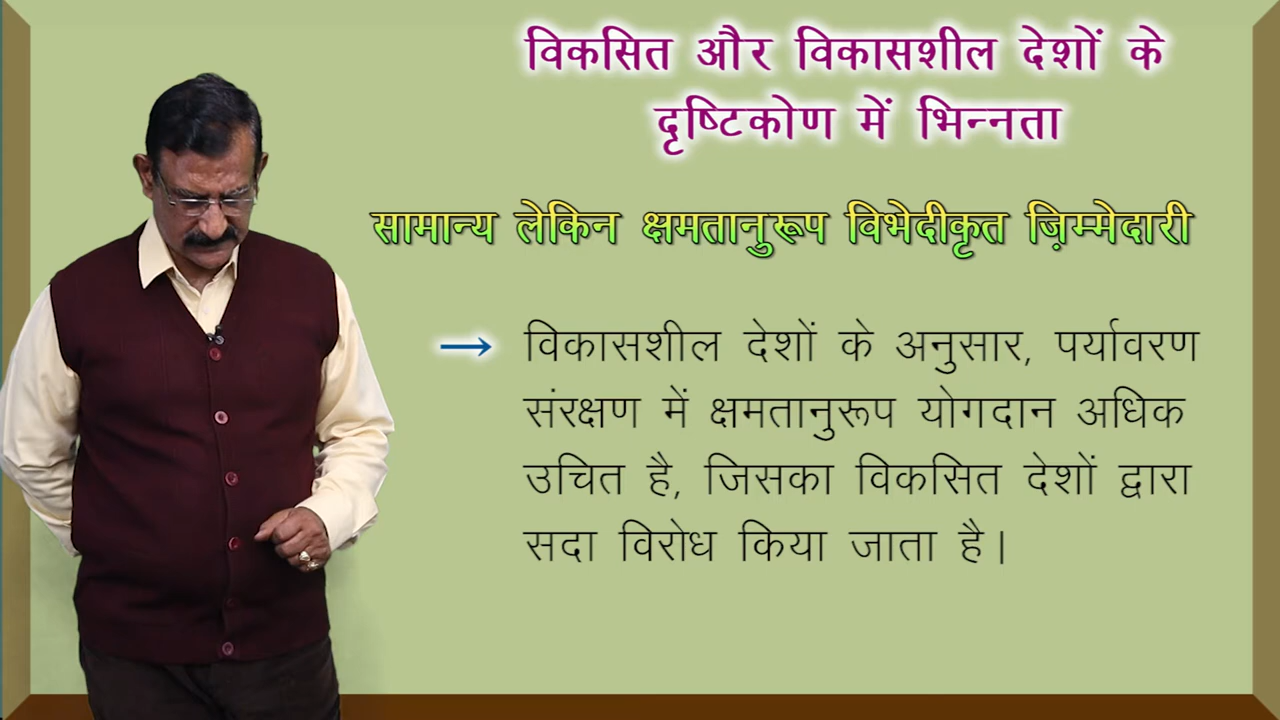 विकसित और विकासशील देशों के
दृष्टिकोण में भिन्नता
सामान्य लेकिन क्षमतानुरूप विभेदीकृत ज़िम्मेदारी
→ विकासशील देशों के अनुसार, पर्यावरण
संरक्षण में क्षमतानुरूप योगदान अधिक
उचित है, जिसका विकसित देशों द्वारा
सदा विरोध किया जाता है।